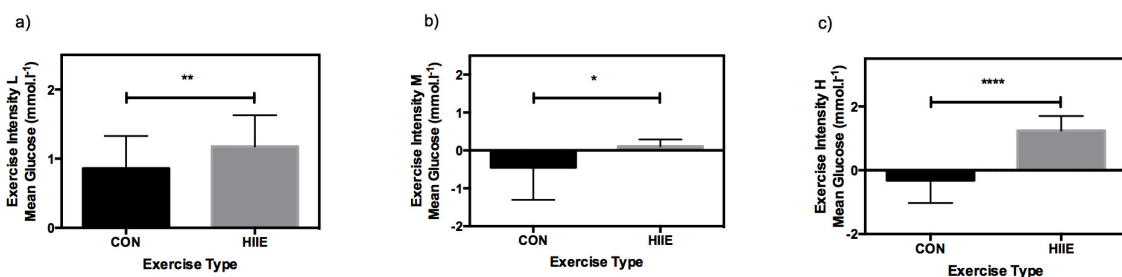 a)
Exercise Intensity L
Mean Glucose (mmol.l-1)
2
1
0
**
CON
HIIE
Exercise Type
b)
Exercise Intensity M
Mean Glucose (mmol.l-1)
2
1
0
-1
-2
*
CON
HIIE
Exercise Type
c)
Exercise Intensity H
Mean Glucose (mmol.l-1)
2
0
-2
****
CON
HIIE
Exercise Type